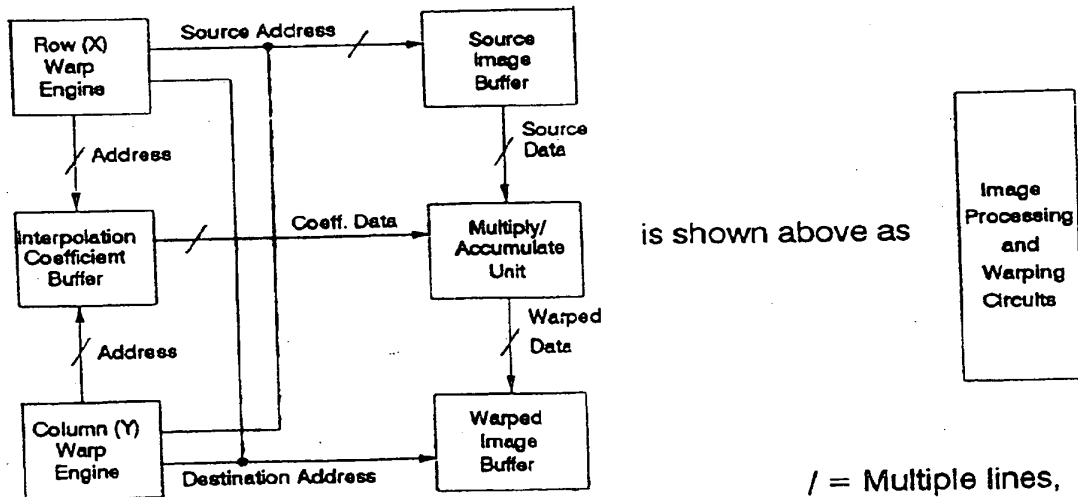 Row (X)
Warp
Engine
Source Address
Source
Image
Buffer
Address
Source
Data
Interpolation
Coefficient
Buffer
Coeff. Data
Multiply/
Accumulate
Unit
is shown above as
Image
Processing
and
Warping
Circuits
Address
Warped
Data
Column (Y)
Warp
Engine
Destination Address
Warped
Image
Buffer
/ = Multiple lines,